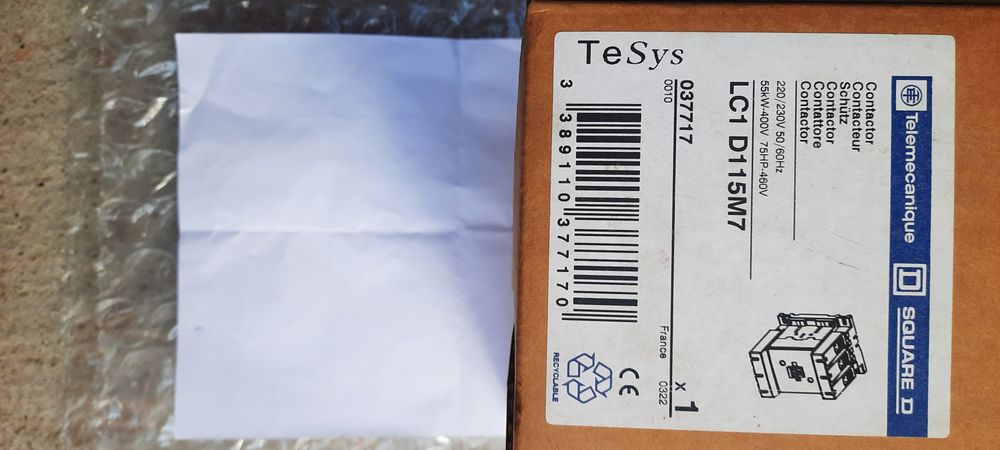 Telemecanique SQUARE D
TeSys
Contactor
Contacteur
Schütz
Contactor
Contattore
Contactor
220/230V 50/60Hz
55kW-400V 75HP-460V
LC1 D115M7
037717 x 1
0010 France 0322
3 389110 377170
CE
RECYCLABLE